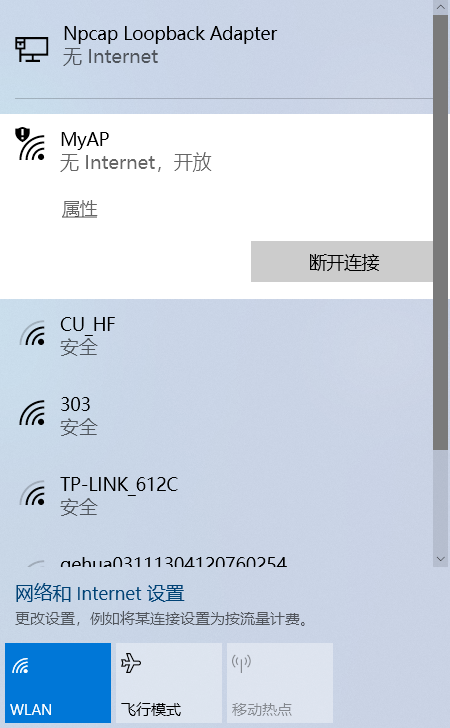 Npcap Loopback Adapter
无 Internet
MyAP
无 Internet，开放
属性
断开连接
CU_HF
安全
303
安全
TP-LINK_612C
安全
gehua03111304120760254
网络和 Internet 设置
更改设置，例如将某连接设置为按流量计费。
WLAN
飞行模式
移动热点